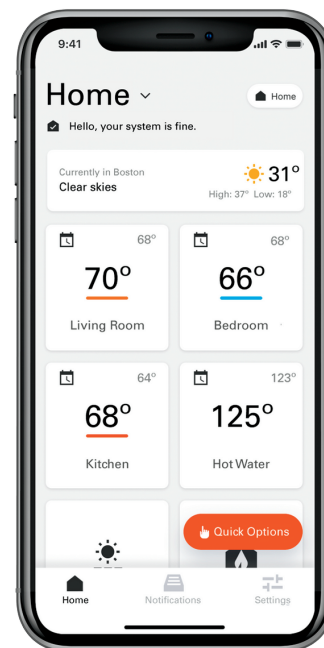 9:41
Home
Home
Hello, your system is fine.
Currently in Boston
Clear skies
31°
High: 37° Low: 18°
68°
70°
Living Room
68°
66°
Bedroom
64°
68°
Kitchen
123°
125°
Hot Water
Quick Options
Home
Notifications
Settings